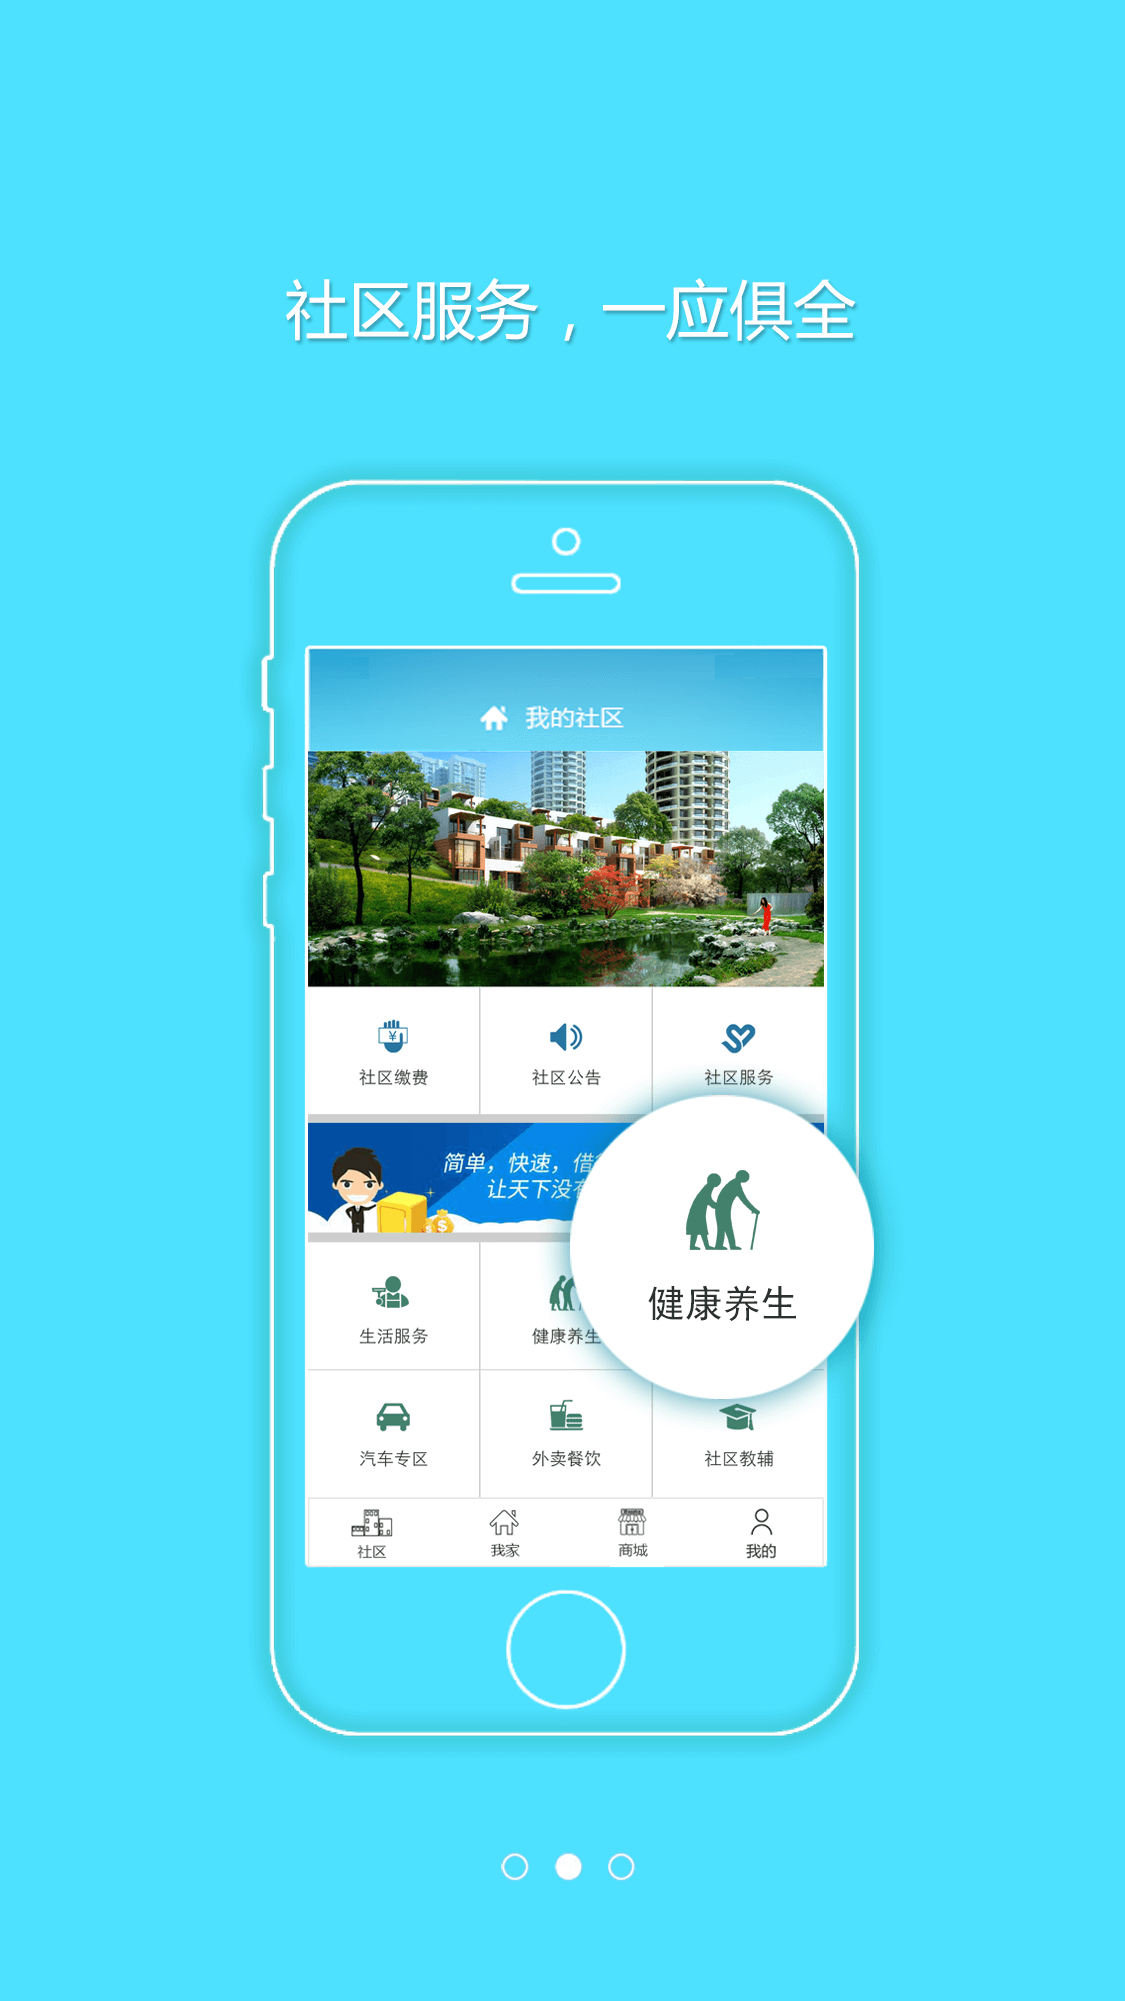 社区服务，一应俱全
我的社区
社区缴费
社区公告
社区服务
简单，快速，借
让天下没
健康养生
生活服务
健康养生
汽车专区
外卖餐饮
社区教辅
社区
我家
商城
我的